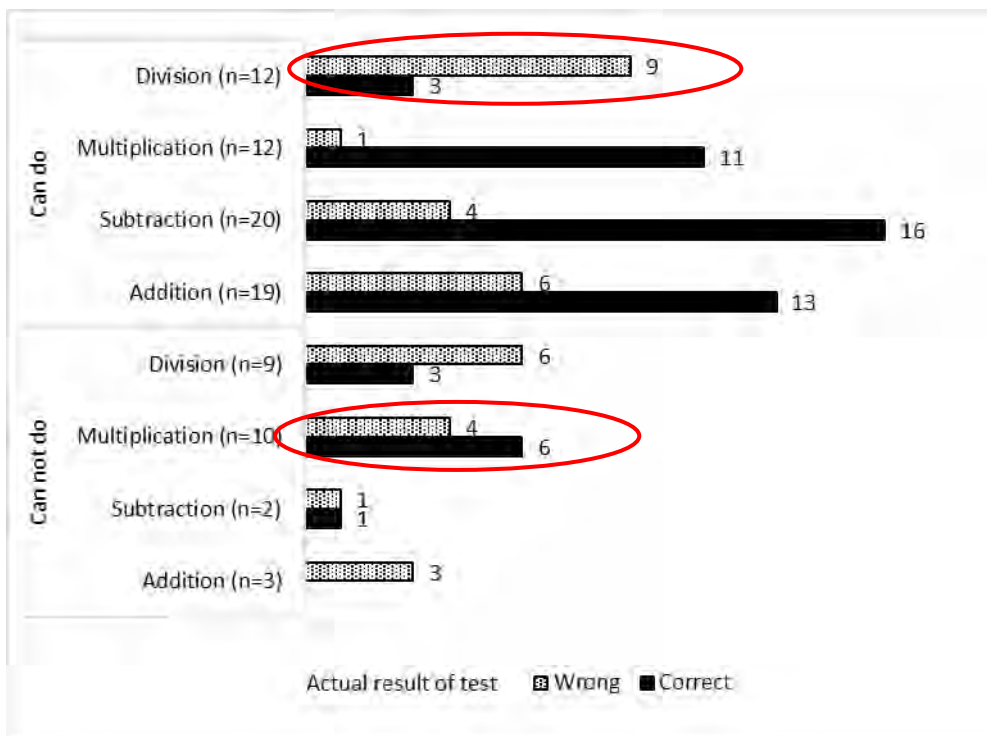 Can do
Division (n=12)
9
3
Multiplication (n=12)
1
11
Subtraction (n=20)
4
16
Addition (n=19)
6
13
Can not do
Division (n=9)
6
3
Multiplication (n=10)
4
6
Subtraction (n=2)
1
1
Addition (n=3)
3
Actual result of test Wrong Correct